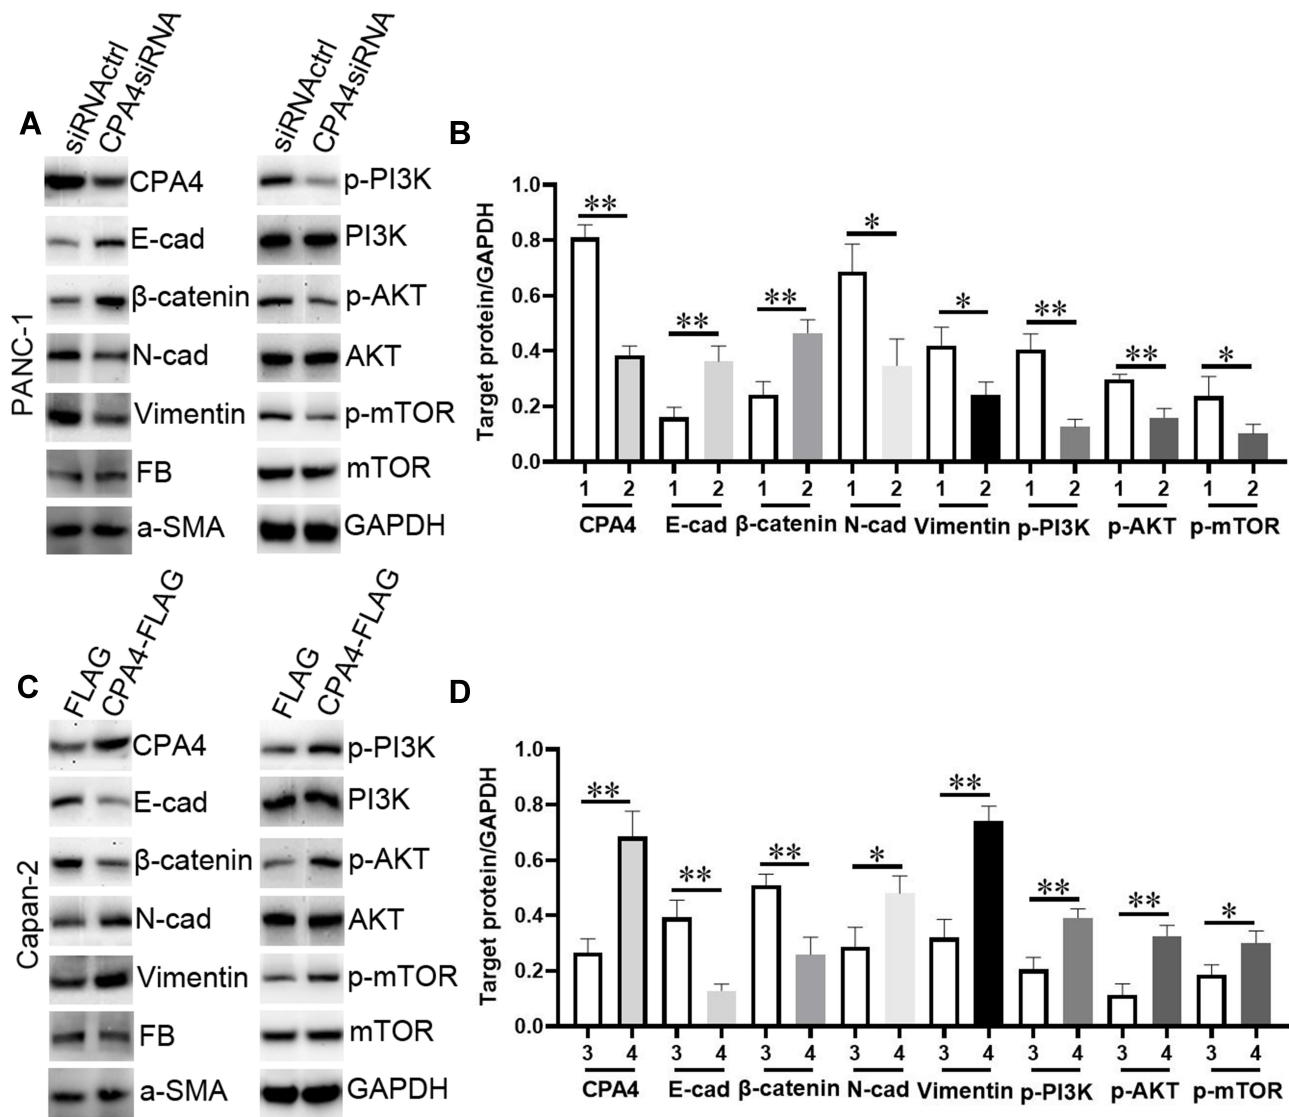 A
siRNActrl
CPA4siRNA
siRNActrl
CPA4siRNA
PANC-1
CPA4
E-cad
β-catenin
N-cad
Vimentin
FB
a-SMA
p-PI3K
PI3K
p-AKT
AKT
p-mTOR
mTOR
GAPDH
B
Target protein/GAPDH
1.0
0.8
0.6
0.4
0.2
0.0
** ** ** * * ** ** *
1 2 1 2 1 2 1 2 1 2 1 2 1 2 1 2
CPA4 E-cad β-catenin N-cad Vimentin p-PI3K p-AKT p-mTOR
C
FLAG
CPA4-FLAG
FLAG
CPA4-FLAG
Capan-2
CPA4
E-cad
β-catenin
N-cad
Vimentin
FB
a-SMA
p-PI3K
PI3K
p-AKT
AKT
p-mTOR
mTOR
GAPDH
D
Target protein/GAPDH
1.0
0.8
0.6
0.4
0.2
0.0
** ** ** * ** ** ** *
3 4 3 4 3 4 3 4 3 4 3 4 3 4 3 4
CPA4 E-cad β-catenin N-cad Vimentin p-PI3K p-AKT p-mTOR